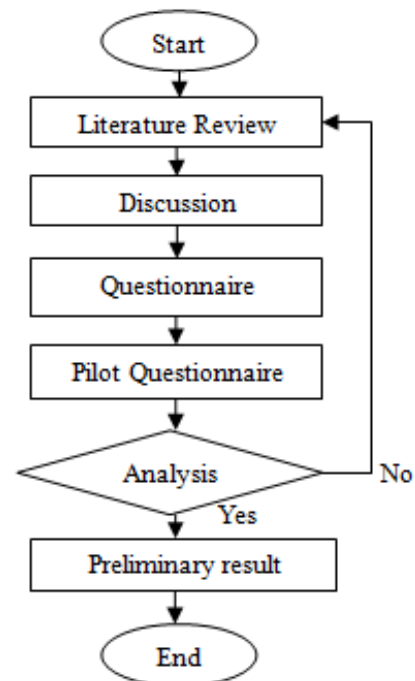 Start
Literature Review
Discussion
Questionnaire
Pilot Questionnaire
Analysis
No
Yes
Preliminary result
End